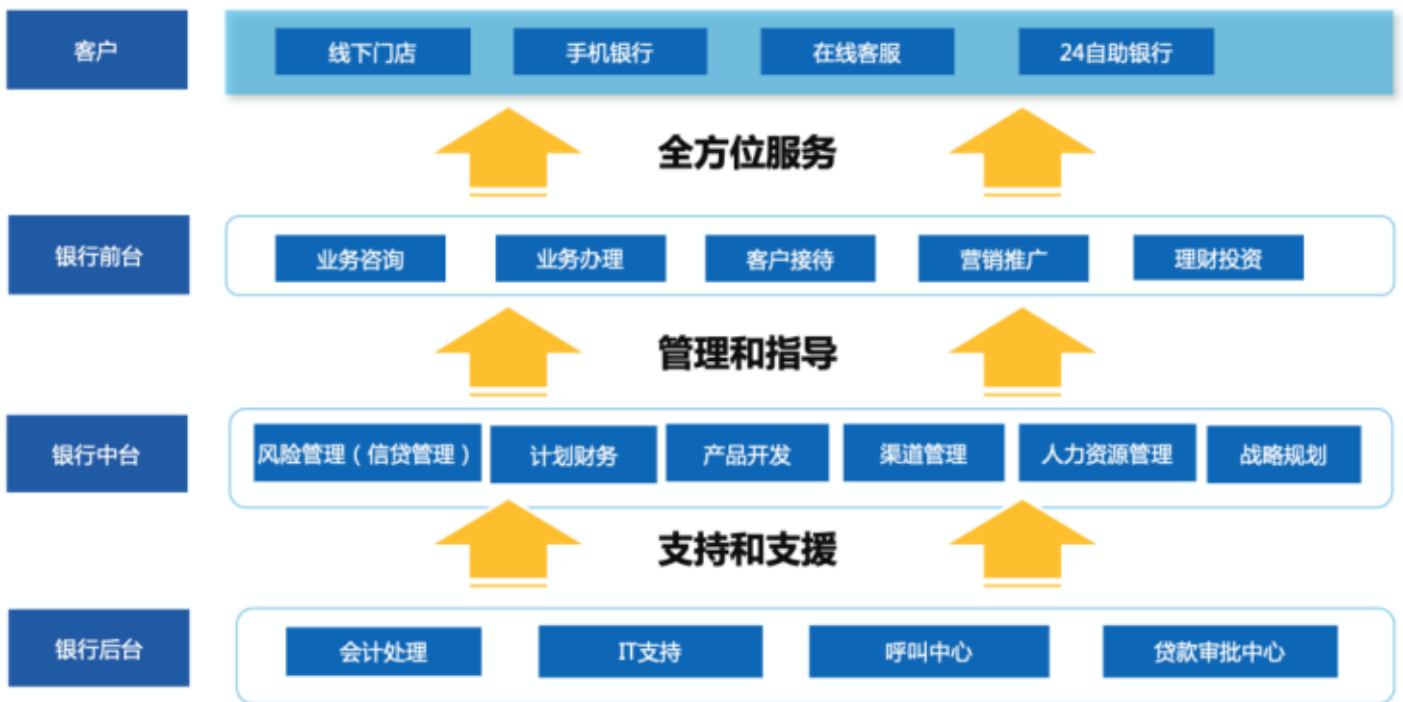 客户
线下门店 手机银行 在线客服 24自助银行
全方位服务
银行前台
业务咨询 业务办理 客户接待 营销推广 理财投资
管理和指导
银行中台
风险管理（信贷管理） 计划财务 产品开发 渠道管理 人力资源管理 战略规划
支持和支援
银行后台
会计处理 IT支持 呼叫中心 贷款审批中心